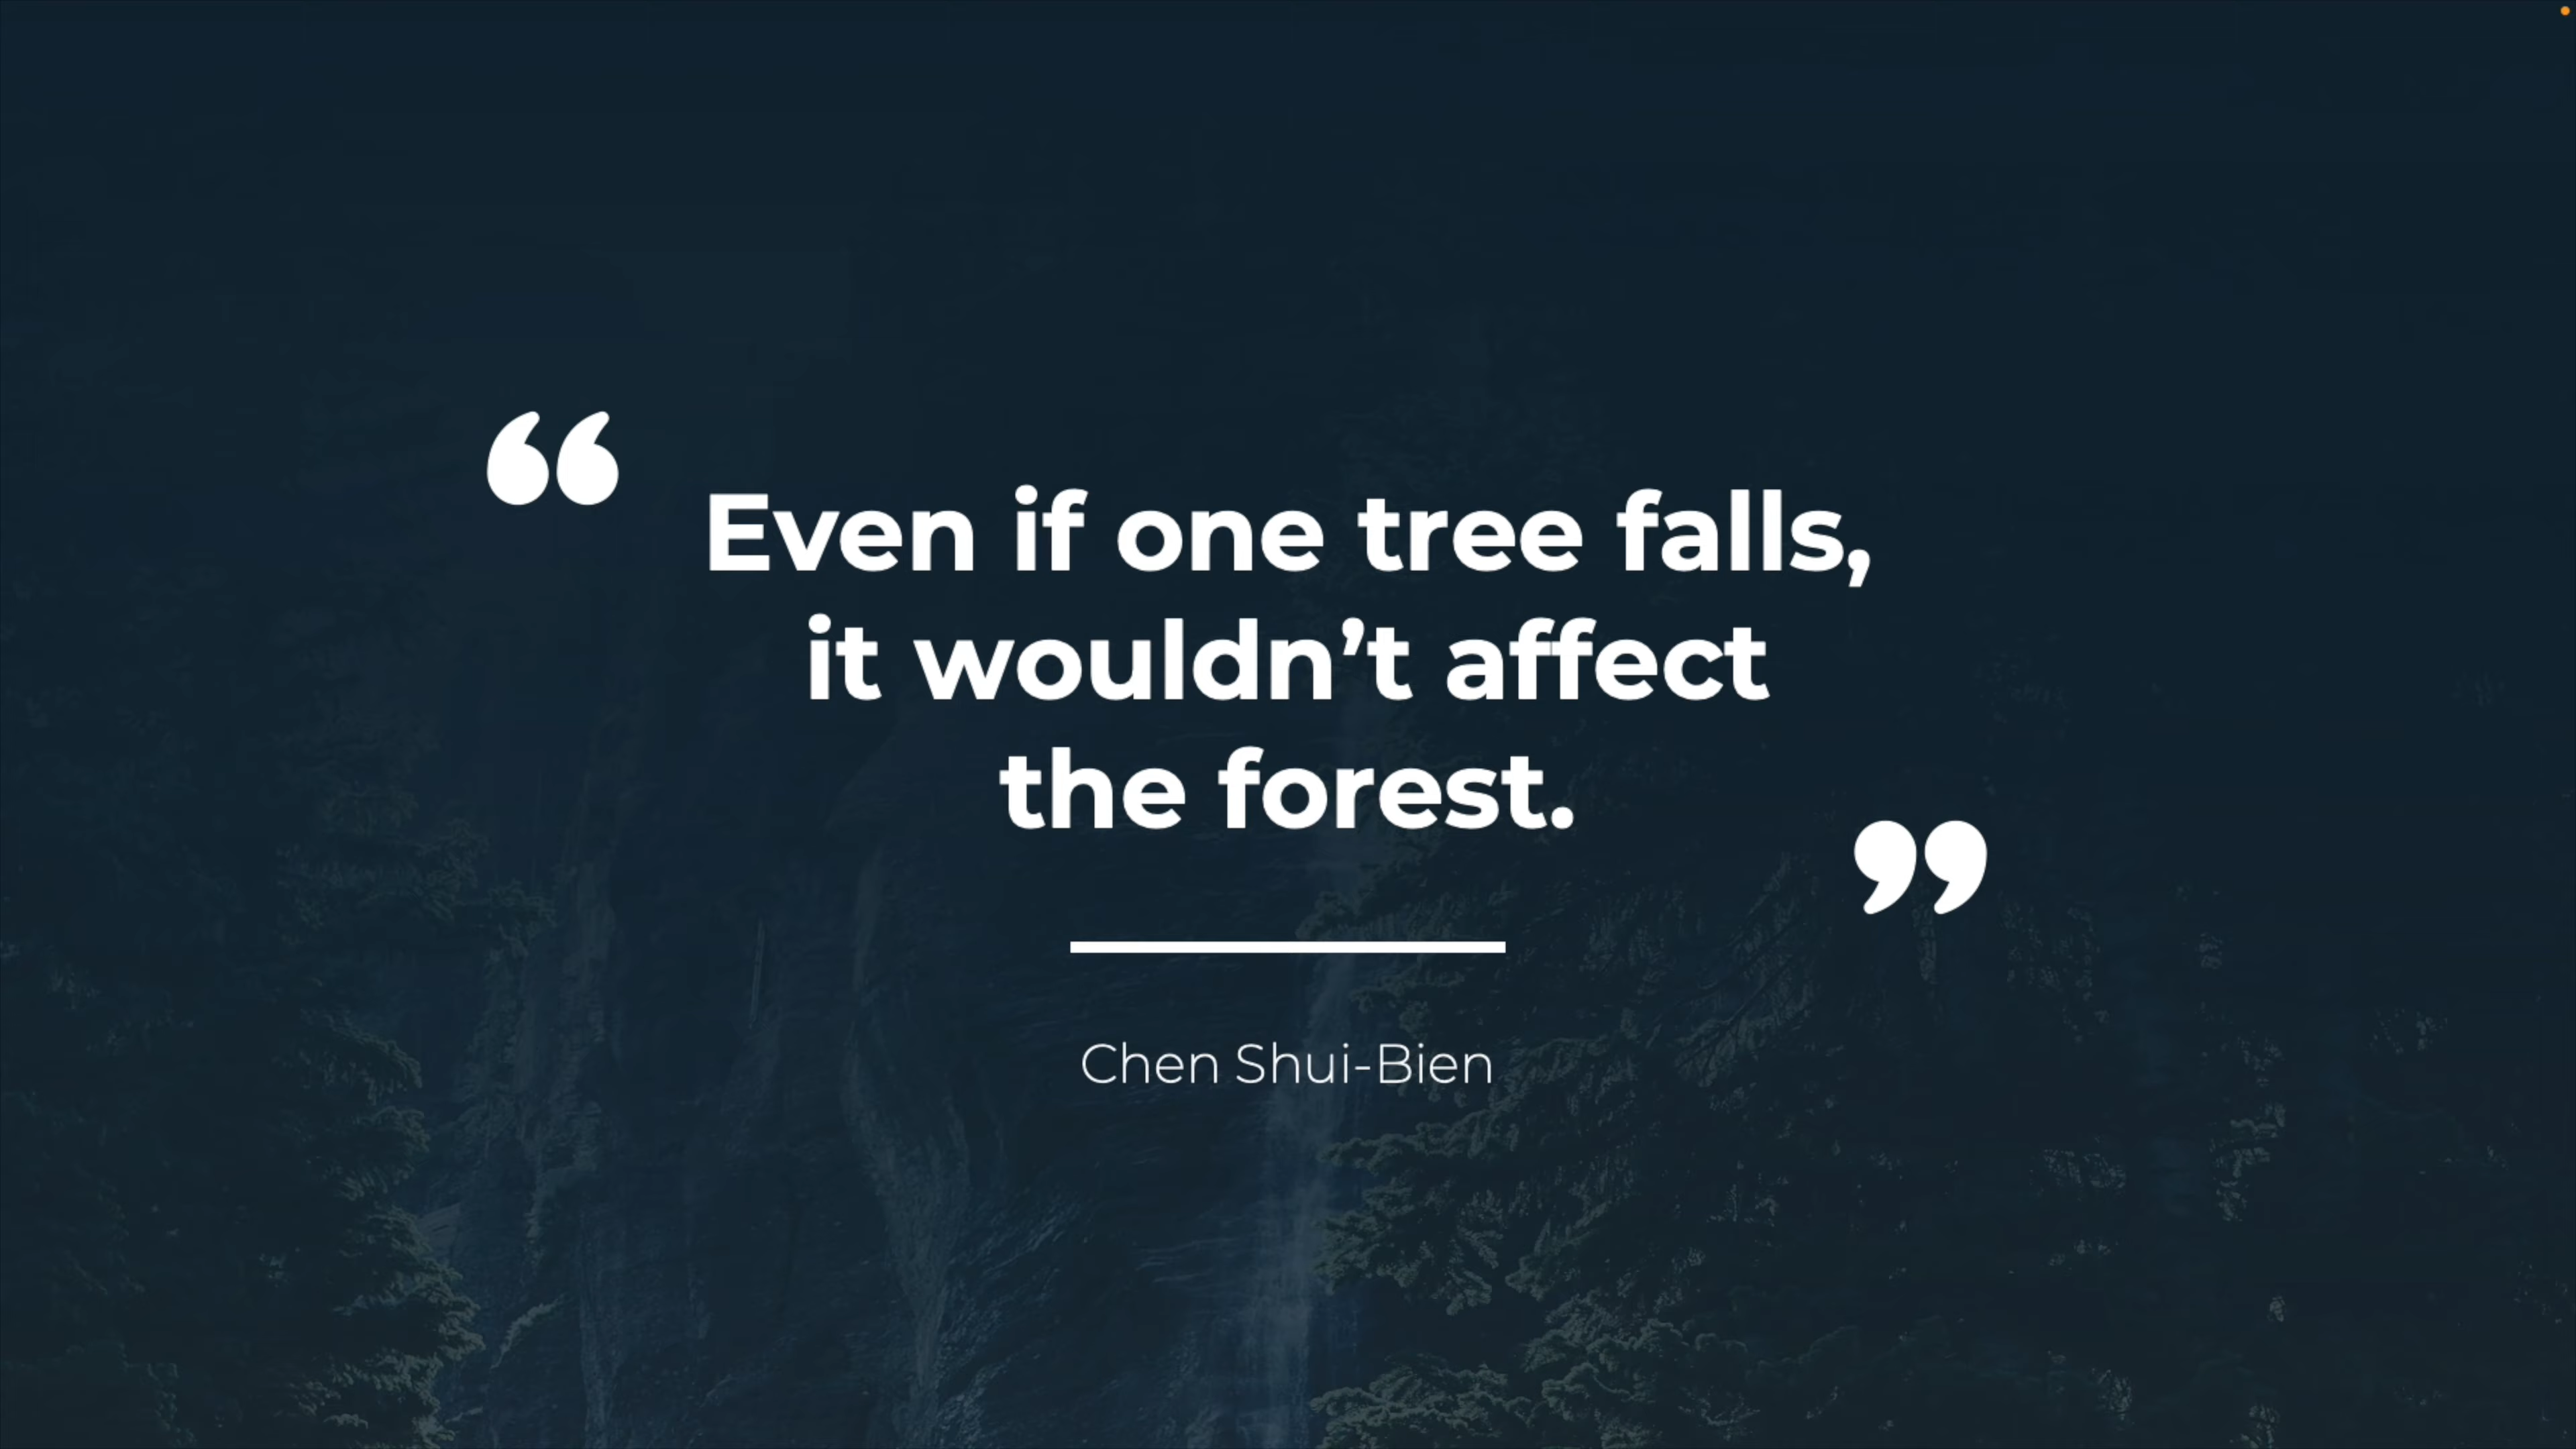 “
Even if one tree falls,
it wouldn’t affect
the forest.
”
Chen Shui-Bien